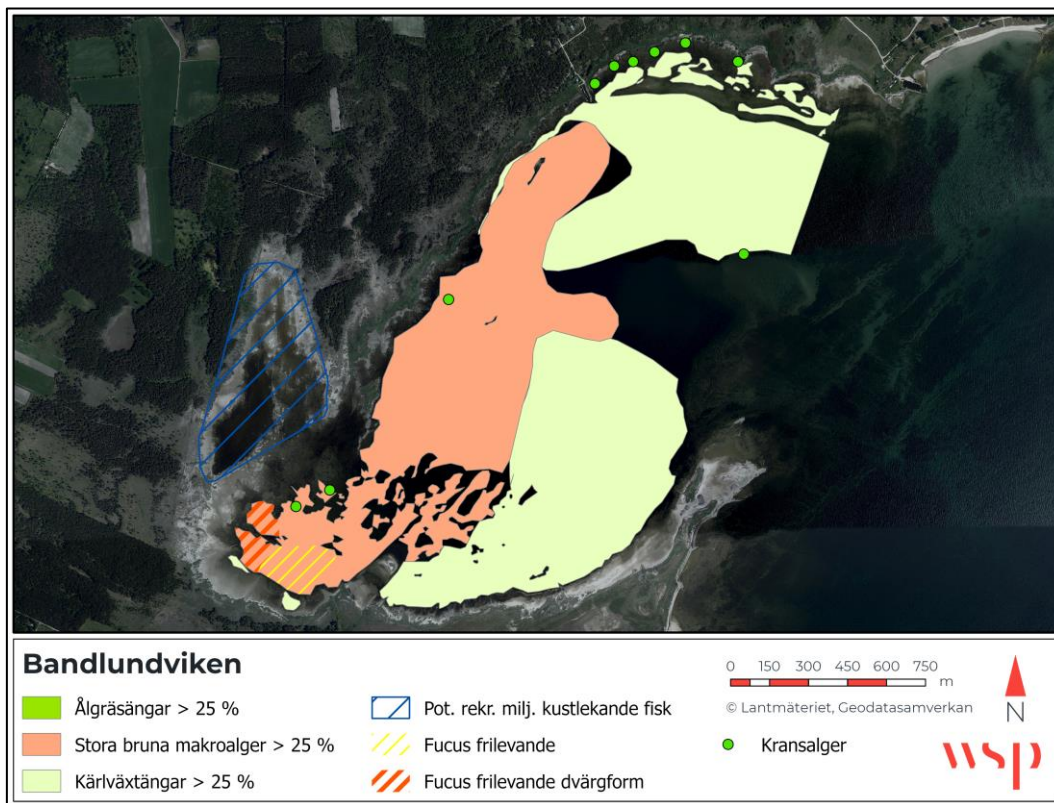 Bandlundviken
Ålgräsängar > 25 %
Stora bruna makroalger > 25 %
Kärlväxtängar > 25 %
Pot. rekr. milj. kustlekande fisk
Fucus frilevande
Fucus frilevande dvärgform
0 150 300 450 600 750
m
© Lantmäteriet, Geodatasamverkan
Kransalger
N
wsp